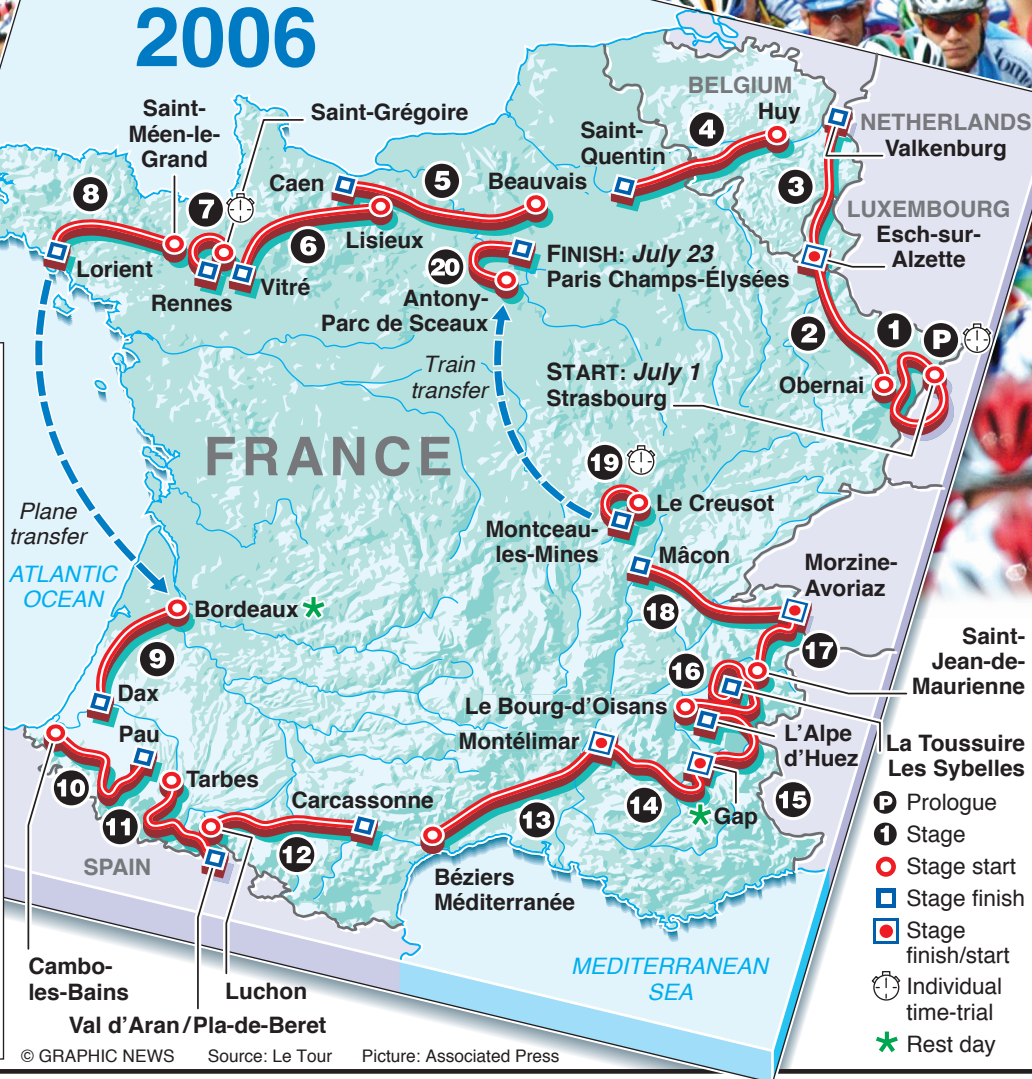 2006
Saint-
Méen-le-
Grand
Saint-Grégoire
BELGIUM
Huy
Saint-
Quentin
4
NETHERLANDS
Valkenburg
3
LUXEMBOURG
Esch-sur-
Alzette
8
7
Caen
5
Beauvais
6
Lisieux
Lorient
Rennes
Vitré
20
FINISH: July 23
Paris Champs-Élysées
Antony-
Parc de Sceaux
2
1
P
Obernai
Train
transfer
START: July 1
Strasbourg
FRANCE
19
Le Creusot
Montceau-
les-Mines
Plane
transfer
ATLANTIC
OCEAN
Mâcon
Morzine-
Avoriaz
18
17
Bordeaux
9
Dax
Saint-
Jean-de-
Maurienne
16
Le Bourg-d'Oisans
Montélimar
L'Alpe
d'Huez
La Toussuire
Les Sybelles
Pau
10
Tarbes
11
Carcassonne
12
13
14
Gap
15
SPAIN
Béziers
Méditerranée
Cambo-
les-Bains
Luchon
Val d'Aran/Pla-de-Beret
MEDITERRANEAN
SEA
P Prologue
1 Stage
Stage start
Stage finish
Stage
finish/start
Individual
time-trial
Rest day
© GRAPHIC NEWS Source: Le Tour Picture: Associated Press